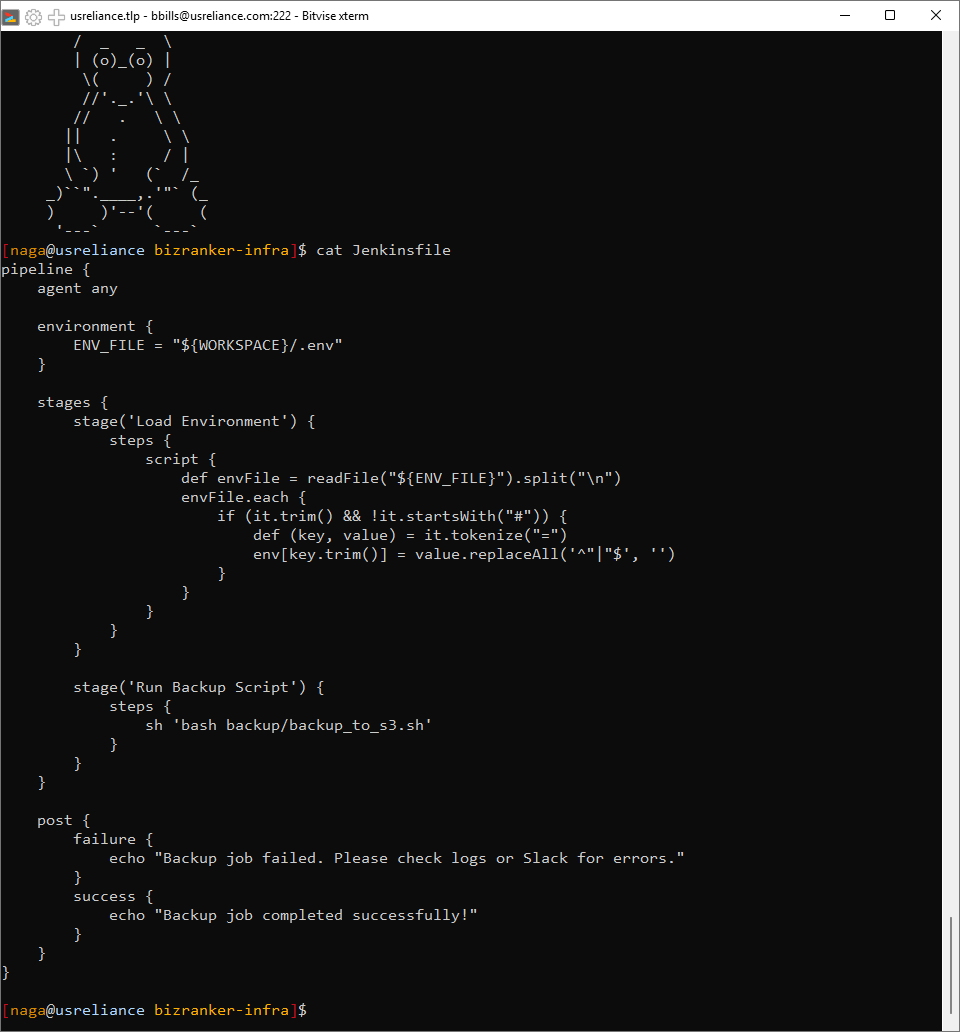 usreliance.tlp - bbills@usreliance.com:222 - Bitvise xterm
        /  _   _  \
        | (o)_(o) |
         \(     ) /
         //'._.'\ \
        //   .   \ \
       ||   .     \ \
       |\   :     / |
       \ `) '   (`  /_
     _)``".____,.'"` (_
     )     )'--'(     (
      '---`      `---`
[naga@usreliance bizranker-infra]$ cat Jenkinsfile
pipeline {
    agent any

    environment {
        ENV_FILE = "${WORKSPACE}/.env"
    }

    stages {
        stage('Load Environment') {
            steps {
                script {
                    def envFile = readFile("${ENV_FILE}").split("\n")
                    envFile.each {
                        if (it.trim() && !it.startsWith("#")) {
                            def (key, value) = it.tokenize("=")
                            env[key.trim()] = value.replaceAll('^"|"$', '')
                        }
                    }
                }
            }
        }

        stage('Run Backup Script') {
            steps {
                sh 'bash backup/backup_to_s3.sh'
            }
        }
    }

    post {
        failure {
            echo "Backup job failed. Please check logs or Slack for errors."
        }
        success {
            echo "Backup job completed successfully!"
        }
    }
}

[naga@usreliance bizranker-infra]$